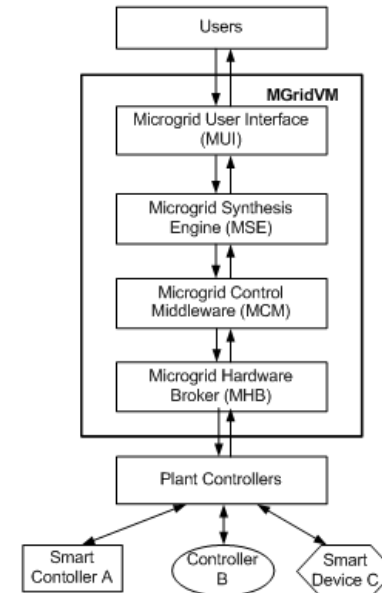 Users
MGridVM
Microgrid User Interface
(MUI)
Microgrid Synthesis
Engine (MSE)
Microgrid Control
Middleware (MCM)
Microgrid Hardware
Broker (MHB)
Plant Controllers
Smart
Contoller A
Controller
B
Smart
Device C